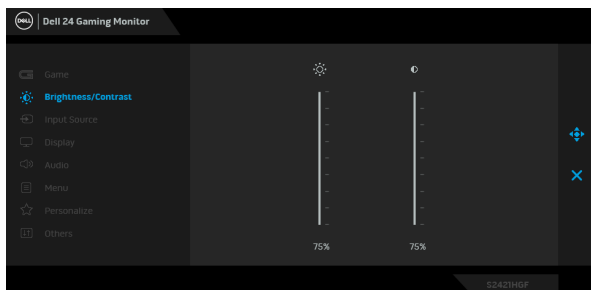 DELL
Dell 24 Gaming Monitor
Game
Brightness/Contrast
Input Source
Display
Audio
Menu
Personalize
Others
75%
75%
S2421HGF